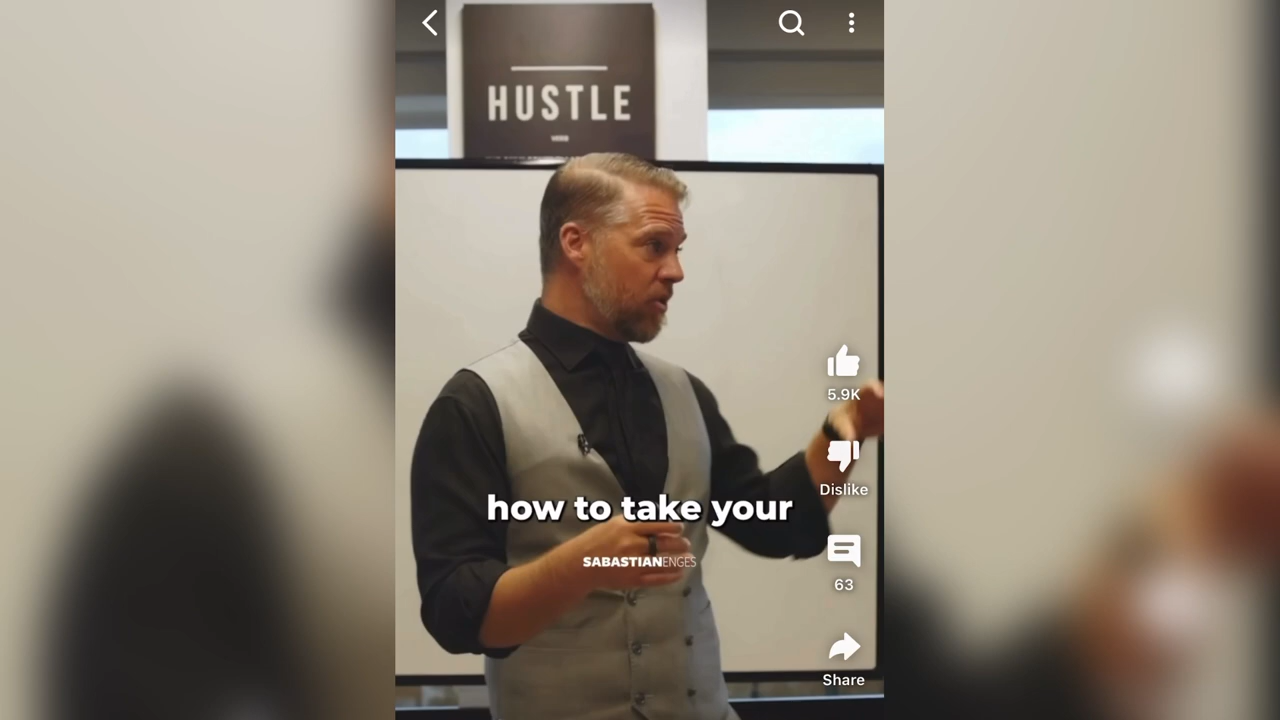 HUSTLE
how to take your
SABASTIANENGES
5.9K
Dislike
63
Share